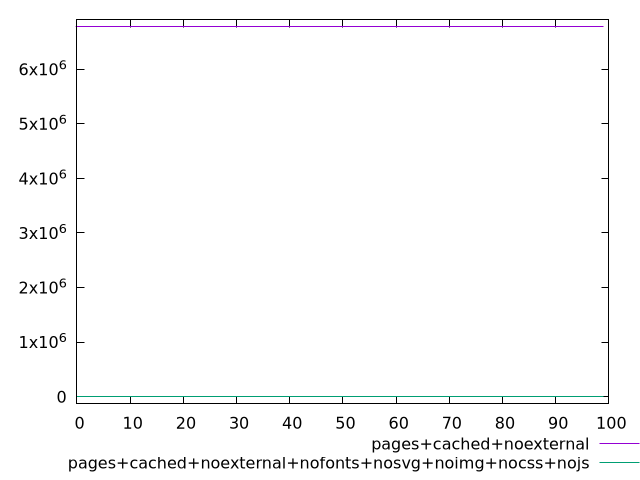 6x10⁶
5x10⁶
4x10⁶
3x10⁶
2x10⁶
1x10⁶
0
0 10 20 30 40 50 60 70 80 90 100
pages+cached+noexternal
pages+cached+noexternal+nofonts+nosvg+noimg+nocss+nojs